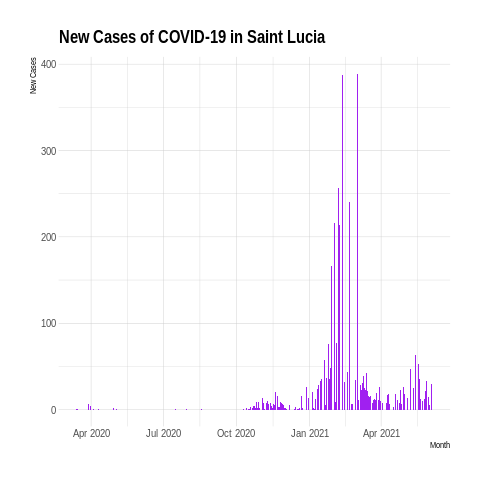 New Cases of COVID-19 in Saint Lucia
New Cases
400
300
200
100
0
Apr 2020 Jul 2020 Oct 2020 Jan 2021 Apr 2021
Month